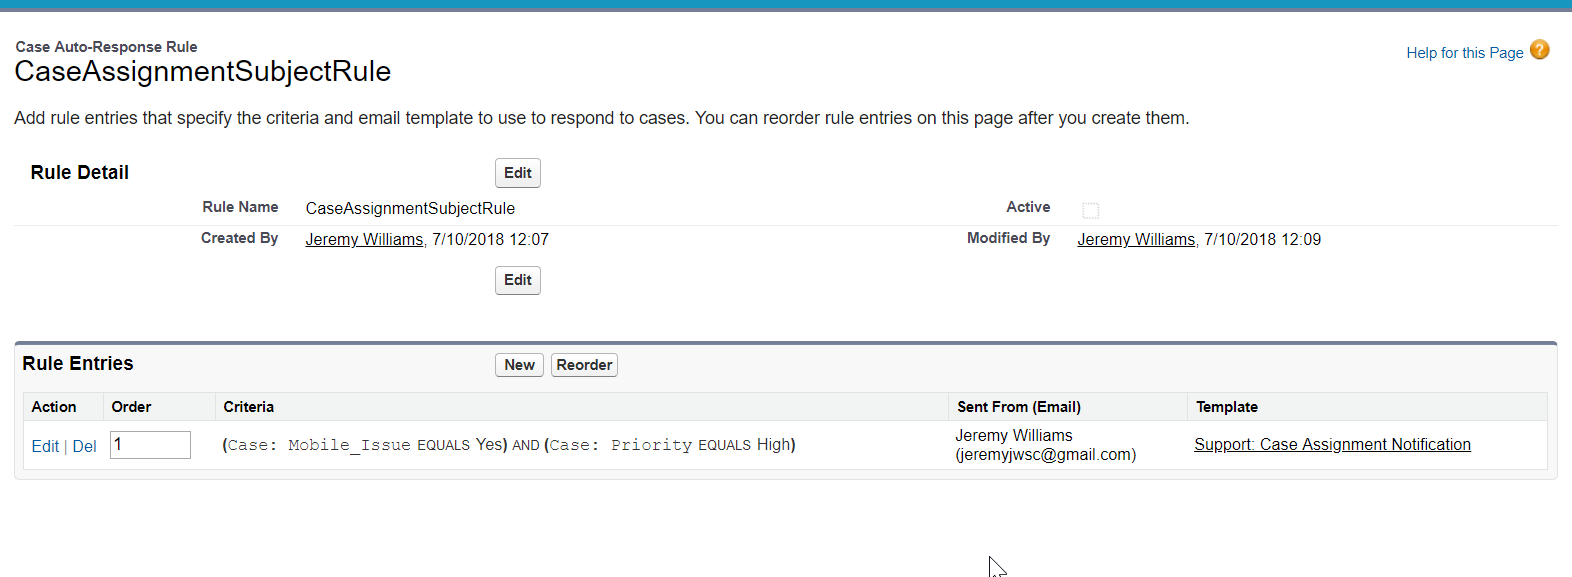 Case Auto-Response Rule
CaseAssignmentSubjectRule
Help for this Page ?
Add rule entries that specify the criteria and email template to use to respond to cases. You can reorder rule entries on this page after you create them.
Rule Detail Edit
Rule Name CaseAssignmentSubjectRule Active
Created By Jeremy Williams, 7/10/2018 12:07 Modified By Jeremy Williams, 7/10/2018 12:09
Edit
Rule Entries New Reorder
Action Order Criteria Sent From (Email) Template
Edit | Del 1 (Case: Mobile_Issue EQUALS Yes) AND (Case: Priority EQUALS High) Jeremy Williams Support: Case Assignment Notification
(jeremyjwsc@gmail.com)